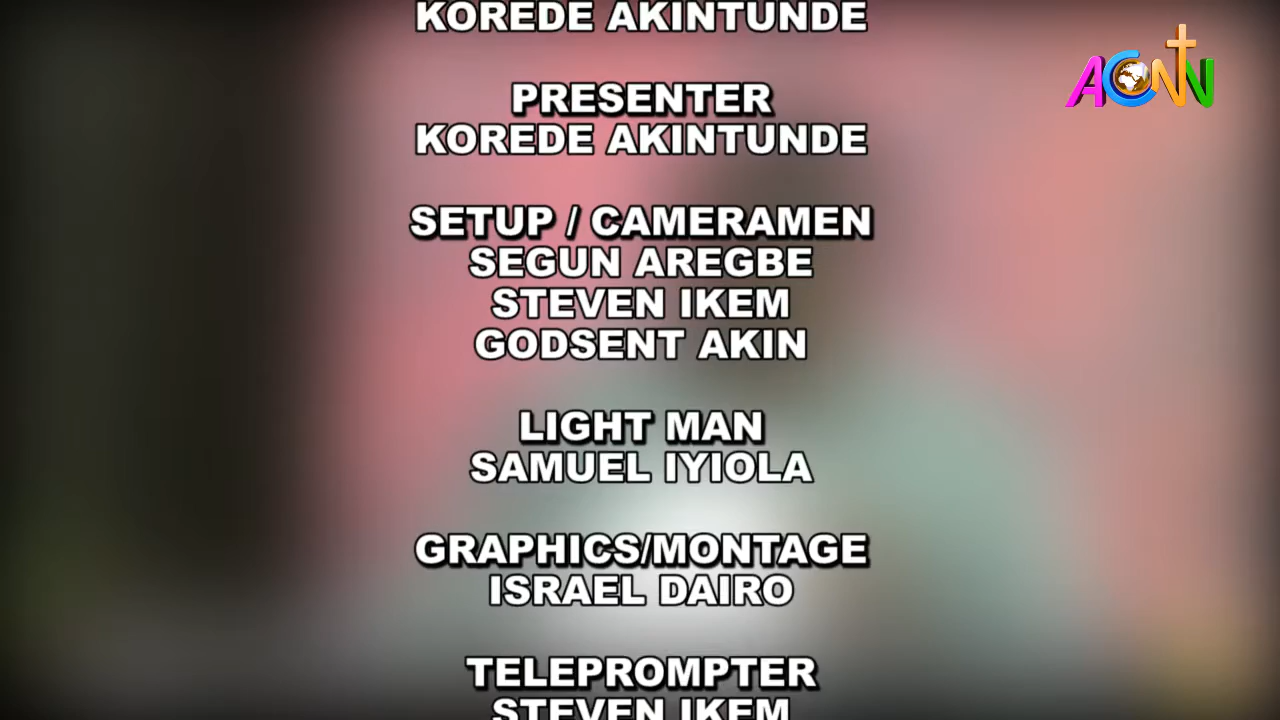 KOREDE AKINTUNDE
ACNN
PRESENTER
KOREDE AKINTUNDE
SETUP / CAMERAMEN
SEGUN AREGBE
STEVEN IKEM
GODSENT AKIN
LIGHT MAN
SAMUEL IYIOLA
GRAPHICS/MONTAGE
ISRAEL DAIRO
TELEPROMPTER
STEVEN IKEM